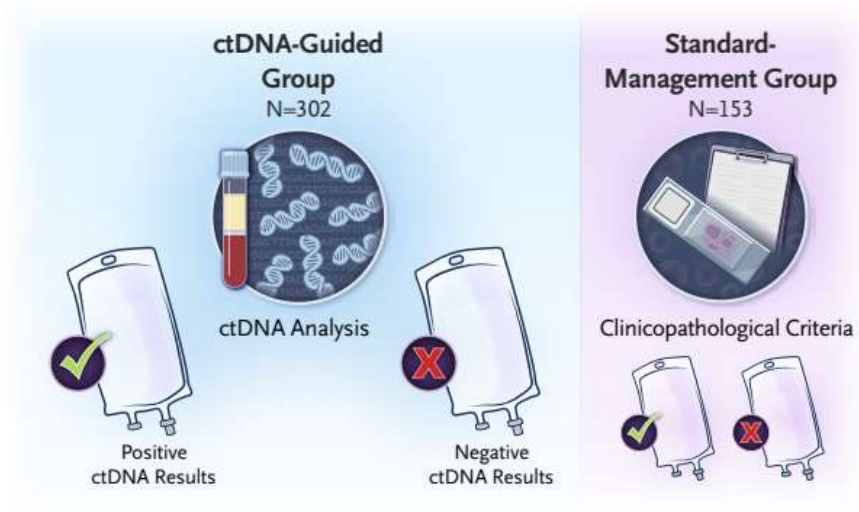 ctDNA-Guided
Group
N=302
ctDNA Analysis
Positive
ctDNA Results
Negative
ctDNA Results
Standard-
Management Group
N=153
Clinicopathological Criteria